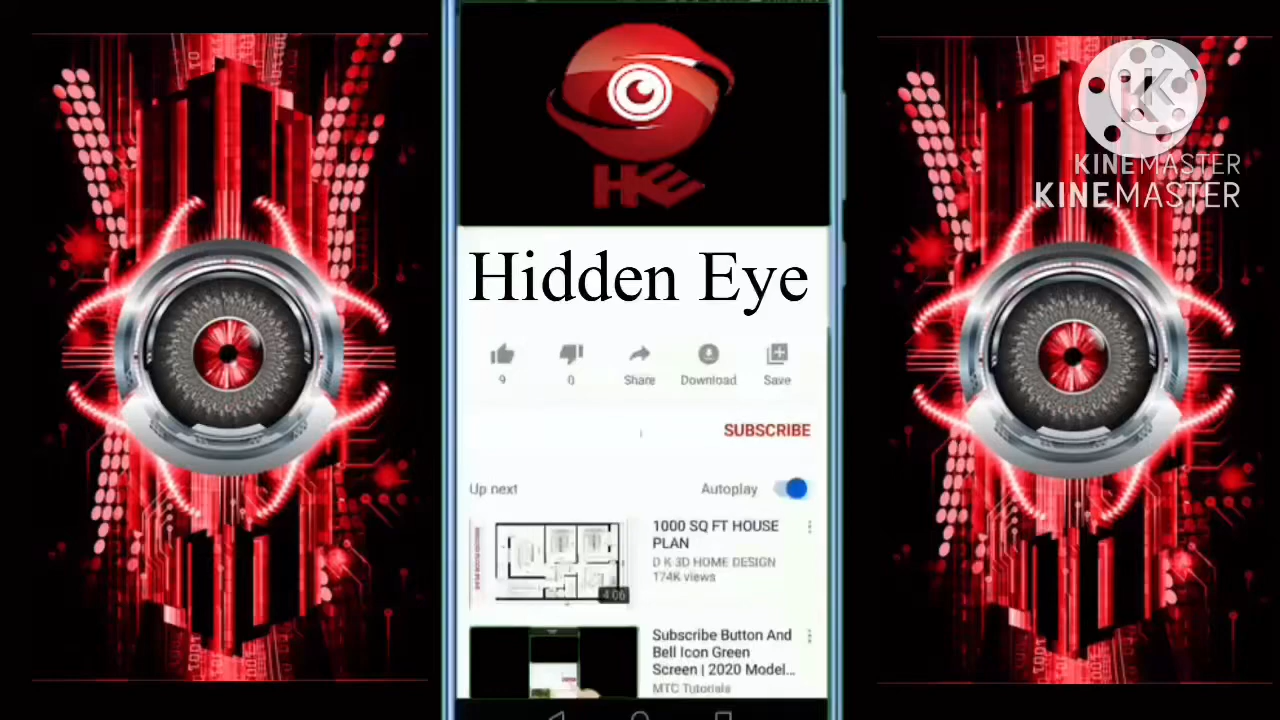 HE
KINEMASTER
KINEMASTER
Hidden Eye
9
0
Share
Download
Save
SUBSCRIBE
Up next
Autoplay
1000 SQ FT HOUSE
PLAN
D K 3D HOME DESIGN
174K views
4:06
Subscribe Button And
Bell Icon Green
Screen | 2020 Model...
MTC Tutorials